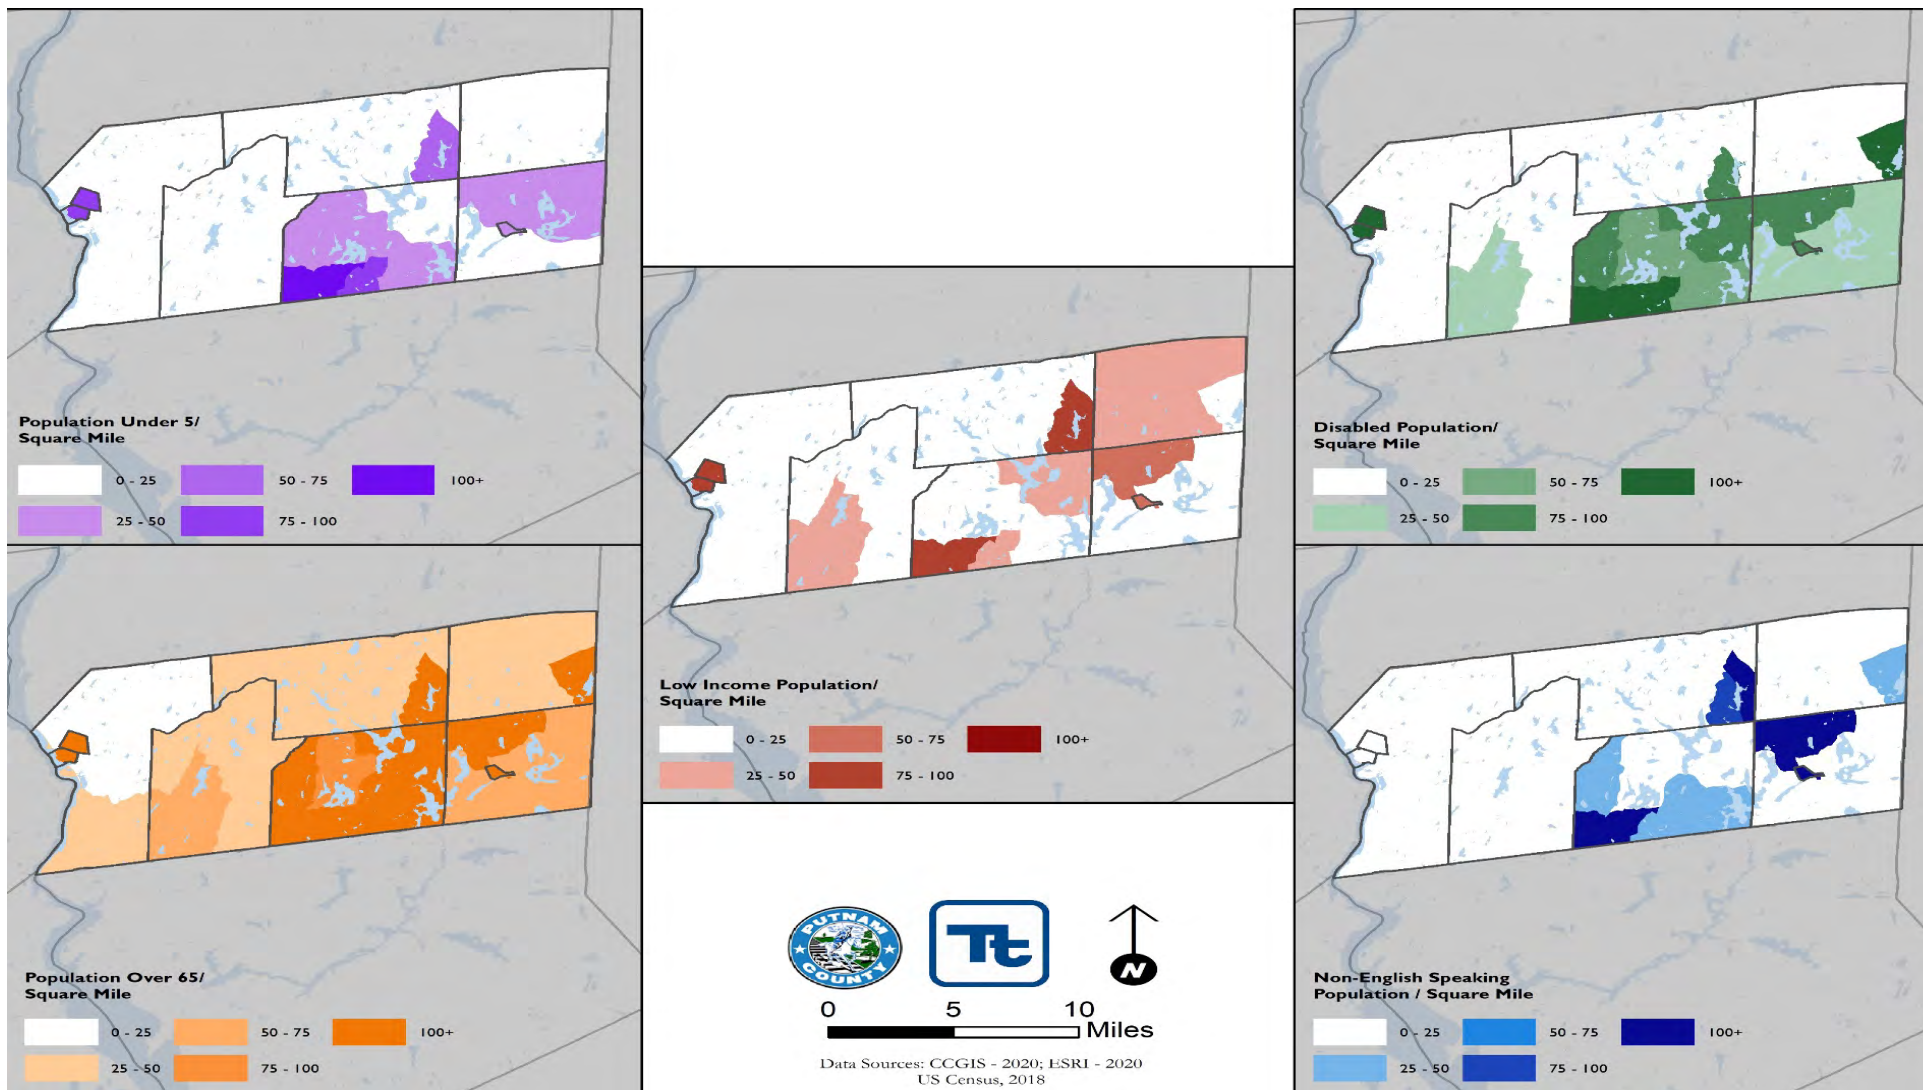 Population Under 5/
Square Mile
0 - 25
50 - 75
100+
25 - 50
75 - 100
Disabled Population/
Square Mile
0 - 25
50 - 75
100+
25 - 50
75 - 100
Low Income Population/
Square Mile
0 - 25
50 - 75
100+
25 - 50
75 - 100
Population Over 65/
Square Mile
0 - 25
50 - 75
100+
25 - 50
75 - 100
PUTNAM
COUNTY
Tt
N
0 5 10
Miles
Data Sources: CCGIS - 2020; ESRI - 2020
US Census, 2018
Non-English Speaking
Population / Square Mile
0 - 25
50 - 75
100+
25 - 50
75 - 100